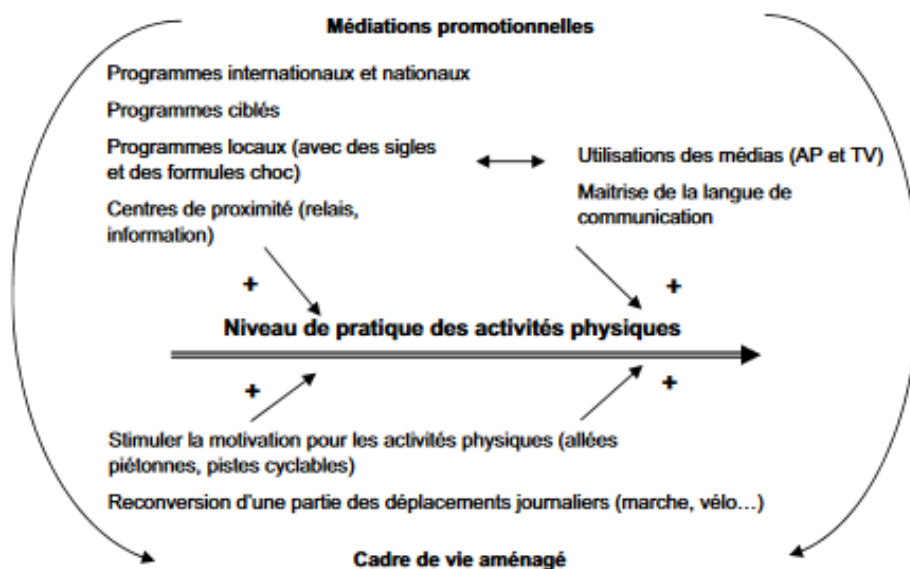 Médiations promotionnelles
Programmes internationaux et nationaux
Programmes ciblés
Programmes locaux (avec des sigles
et des formules choc)
Centres de proximité (relais,
information)
Utilisations des médias (AP et TV)
Maitrise de la langue de
communication
+
+
Niveau de pratique des activités physiques
+
+
Stimuler la motivation pour les activités physiques (allées
piétonnes, pistes cyclables)
Reconversion d'une partie des déplacements journaliers (marche, vélo…)
Cadre de vie aménagé